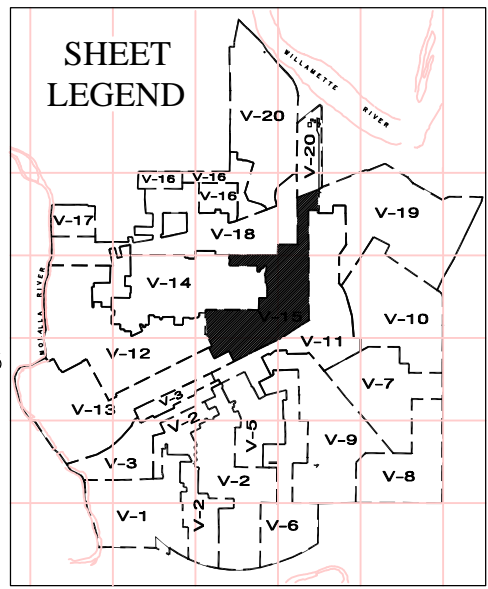 SHEET
LEGEND
WILLAMETTE
RIVER
V-20
V-20
V-16
V-16
V-16
V-17
V-19
V-18
V-14
MOLALLA RIVER
V-15
V-10
V-11
V-12
V-7
V-3
V-13
V-2
V-5
V-9
V-3
V-2
V-8
V-1
V-2
V-6